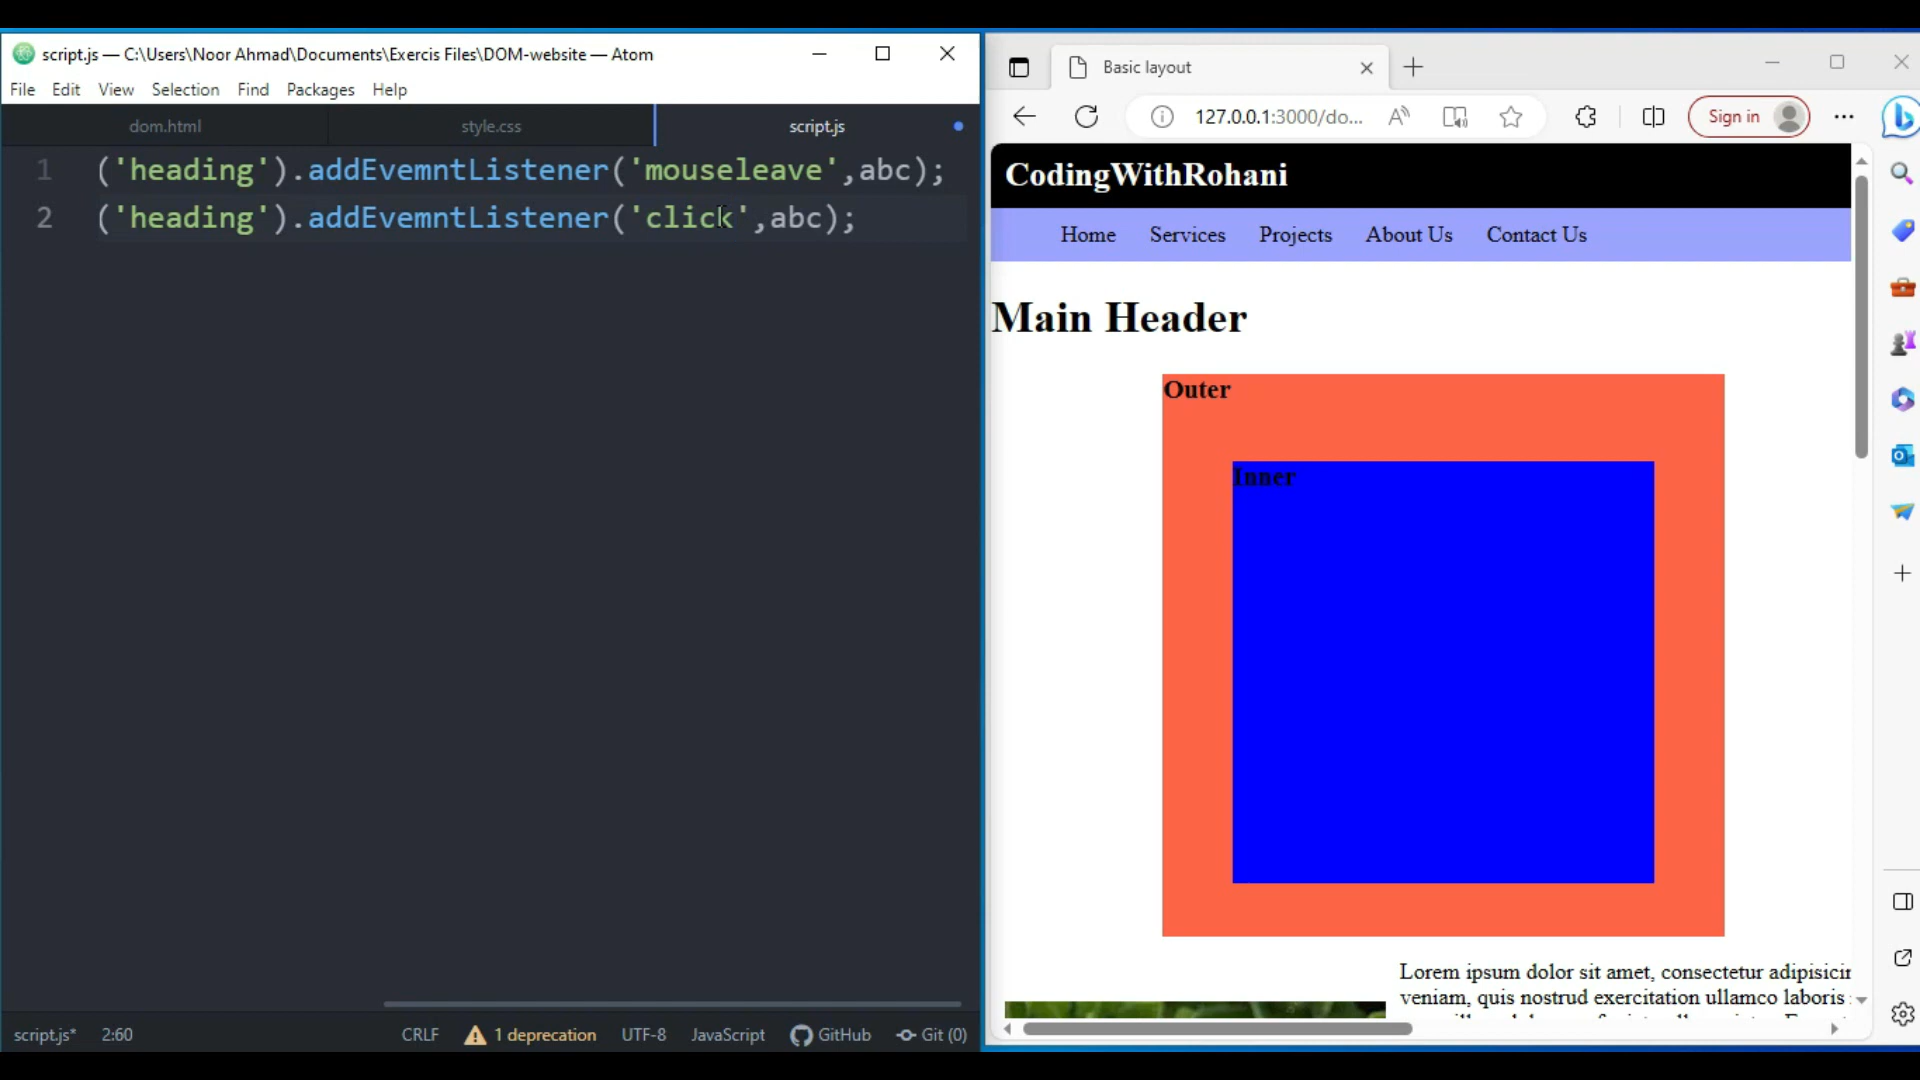 script.js — C:\Users\Noor Ahmad\Documents\Exercis Files\DOM-website — Atom
File Edit View Selection Find Packages Help
dom.html style.css script.js
1 ('heading').addEvemntListener('mouseleave',abc);
2 ('heading').addEvemntListener('click',abc);
script.js* 2:60 CRLF 1 deprecation UTF-8 JavaScript GitHub Git (0)
Basic layout
127.0.0.1:3000/do... A Sign in
CodingWithRohani
Home Services Projects About Us Contact Us
Main Header
Outer
Inner
Lorem ipsum dolor sit amet, consectetur adipisicin
veniam, quis nostrud exercitation ullamco laboris